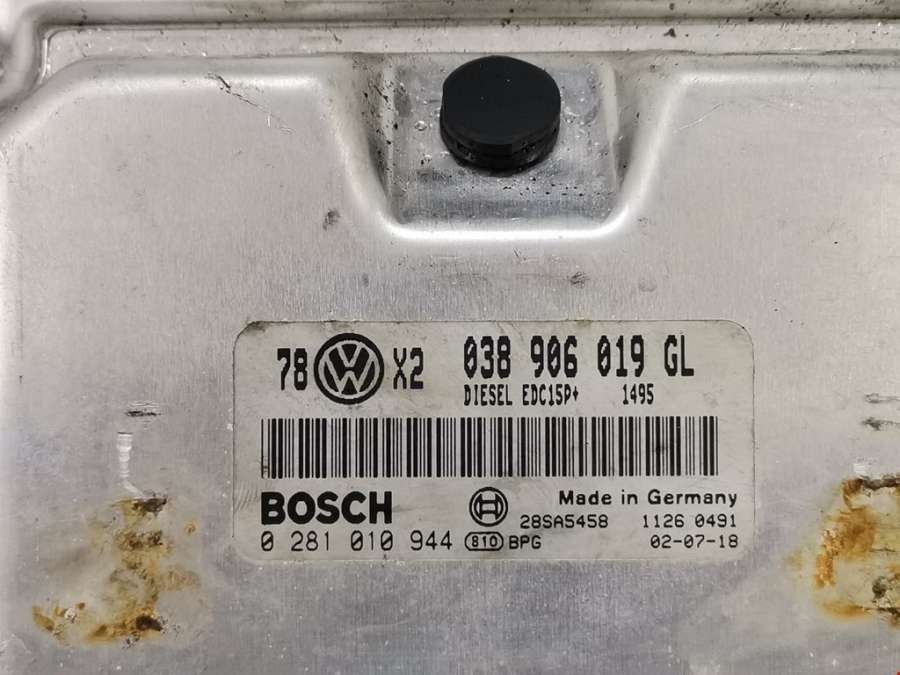 78 VW X2 038 906 019 GL
DIESEL EDC15P+ 1495
BOSCH Made in Germany
28SA5458 1126 0491
0 281 010 944 810 BPG 02-07-18